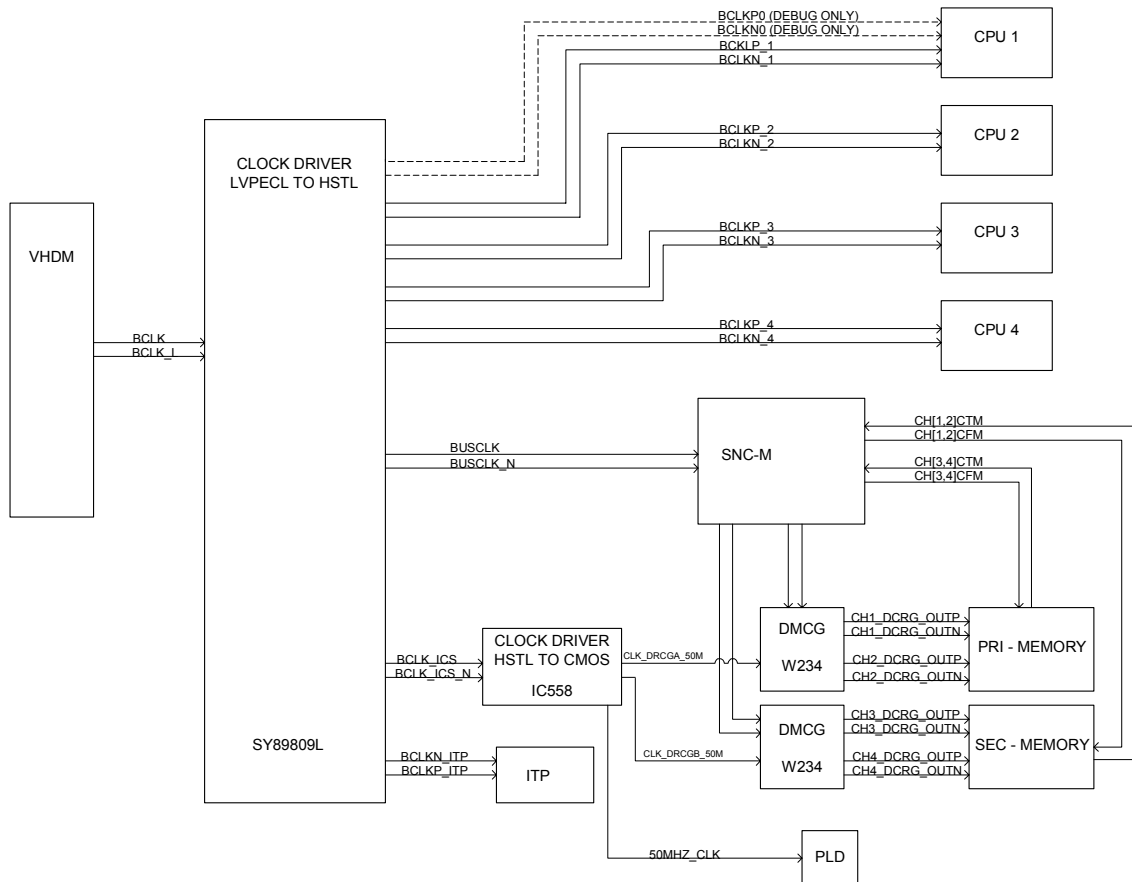 BCLKP0 (DEBUG ONLY)
BCLKN0 (DEBUG ONLY)
BCKLP_1
BCLKN_1
CPU 1
BCLKP_2
BCLKN_2
CPU 2
CLOCK DRIVER
LVPECL TO HSTL
BCLKP_3
BCLKN_3
CPU 3
VHDM
BCLKP_4
BCLKN_4
CPU 4
BCLK
BCLK_L
CH[1,2]CTM
CH[1,2]CFM
BUSCLK
BUSCLK_N
SNC-M
CH[3,4]CTM
CH[3,4]CFM
CH1_DCRG_OUTP
CH1_DCRG_OUTN
DMCG
W234
CH2_DCRG_OUTP
CH2_DCRG_OUTN
PRI - MEMORY
CLOCK DRIVER
HSTL TO CMOS
IC558
BCLK_ICS
BCLK_ICS_N
CLK_DRCGA_50M
CH3_DCRG_OUTP
CH3_DCRG_OUTN
DMCG
W234
CH4_DCRG_OUTP
CH4_DCRG_OUTN
SEC - MEMORY
SY89809L
CLK_DRCGB_50M
BCLKN_ITP
BCLKP_ITP
ITP
50MHZ_CLK
PLD